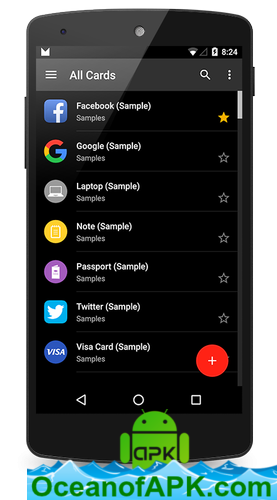 8:24
All Cards
Facebook (Sample)
Samples
Google (Sample)
Samples
Laptop (Sample)
Samples
Note (Sample)
Samples
Passport (Sample)
Samples
Twitter (Sample)
Samples
VISA
Visa Card (Sample)
Samples
apk
OceanofAPK.com